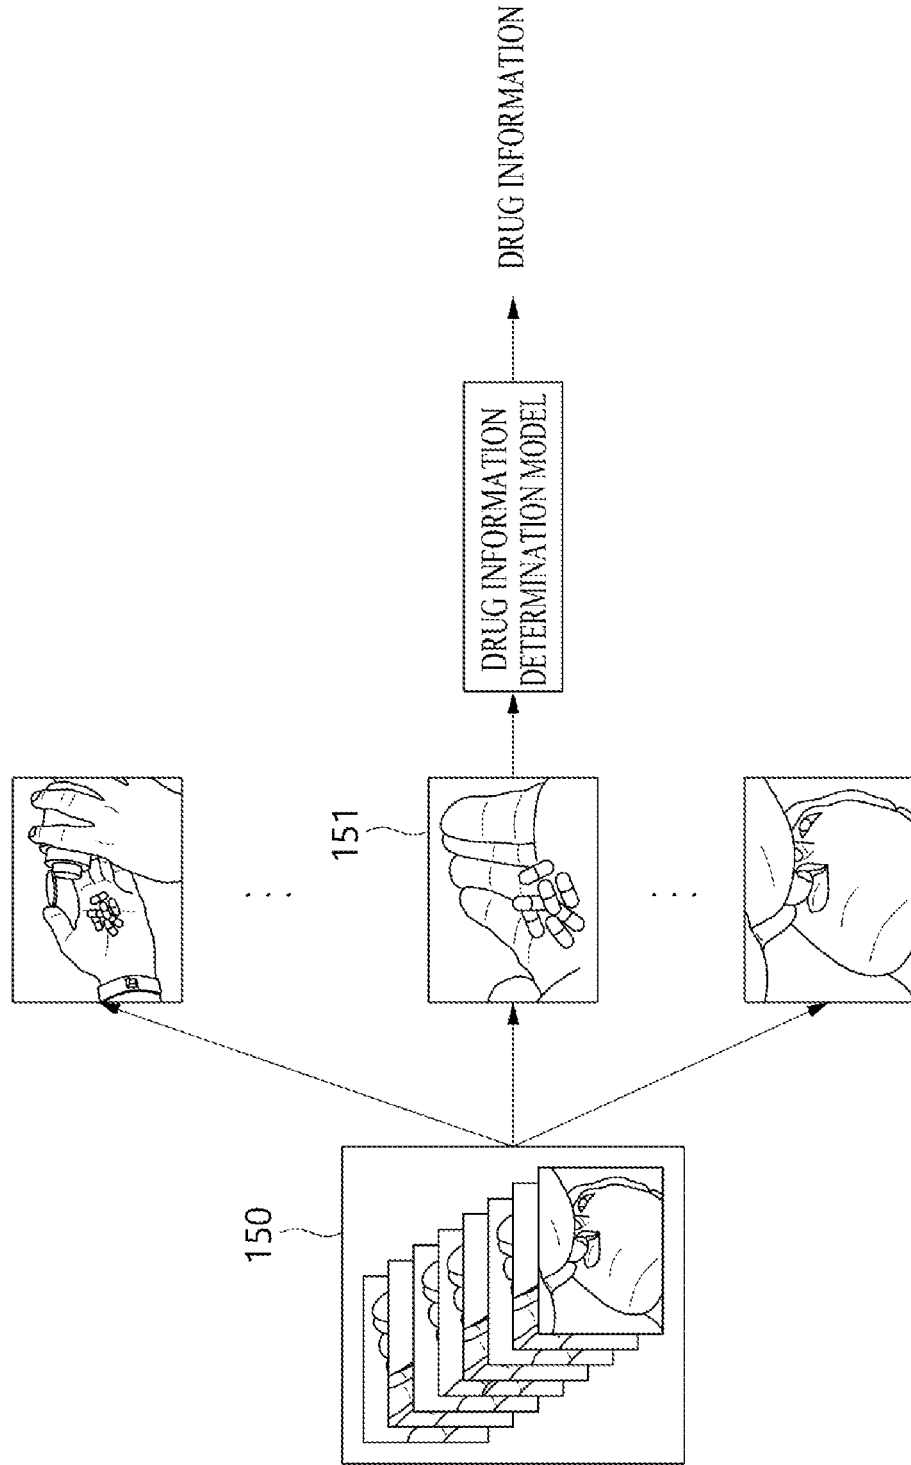 150
151
. . .
. . .
DRUG INFORMATION
DETERMINATION MODEL
DRUG INFORMATION